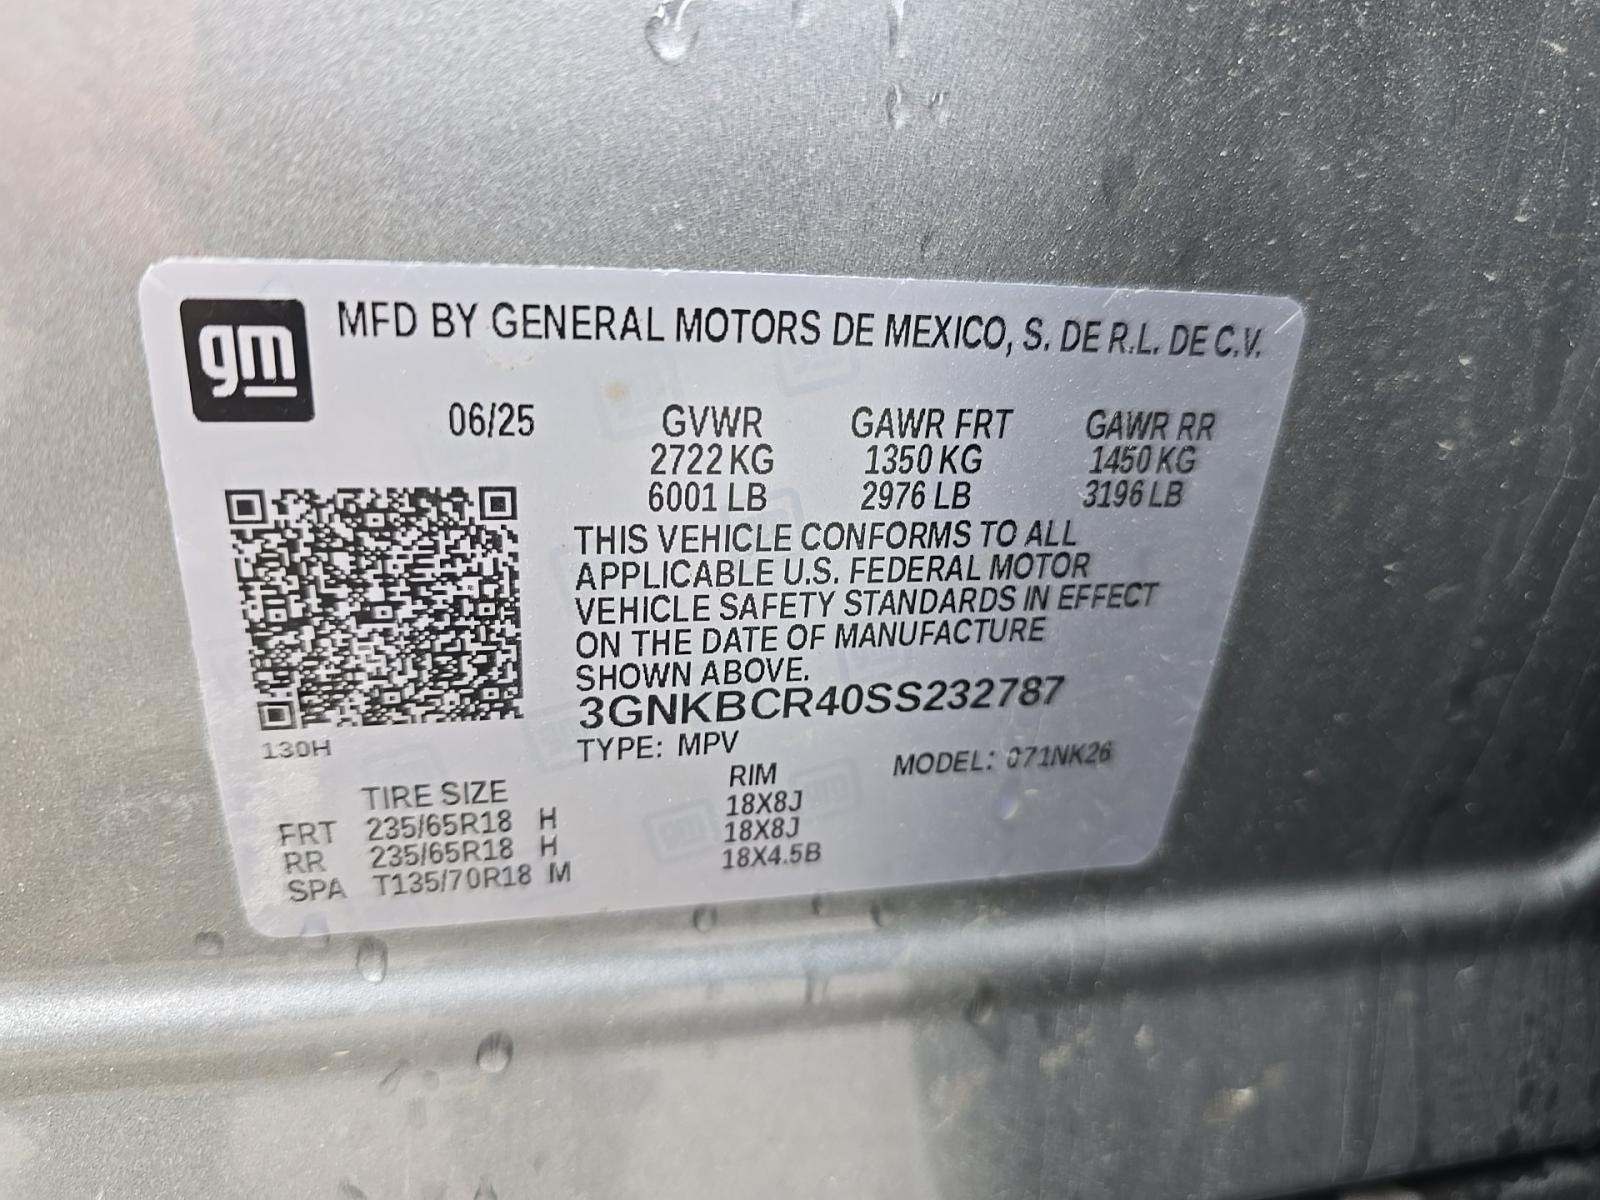 gm
MFD BY GENERAL MOTORS DE MEXICO, S. DE R.L. DE C.V.
06/25 GVWR GAWR FRT GAWR RR
2722 KG 1350 KG 1450 KG
6001 LB 2976 LB 3196 LB
THIS VEHICLE CONFORMS TO ALL
APPLICABLE U.S. FEDERAL MOTOR
VEHICLE SAFETY STANDARDS IN EFFECT
ON THE DATE OF MANUFACTURE
SHOWN ABOVE.
3GNKBCR40SS232787
130H
TYPE: MPV MODEL: 071NK26
TIRE SIZE RIM
FRT 235/65R18 H 18X8J
RR 235/65R18 H 18X8J
SPA T135/70R18 M 18X4.5B